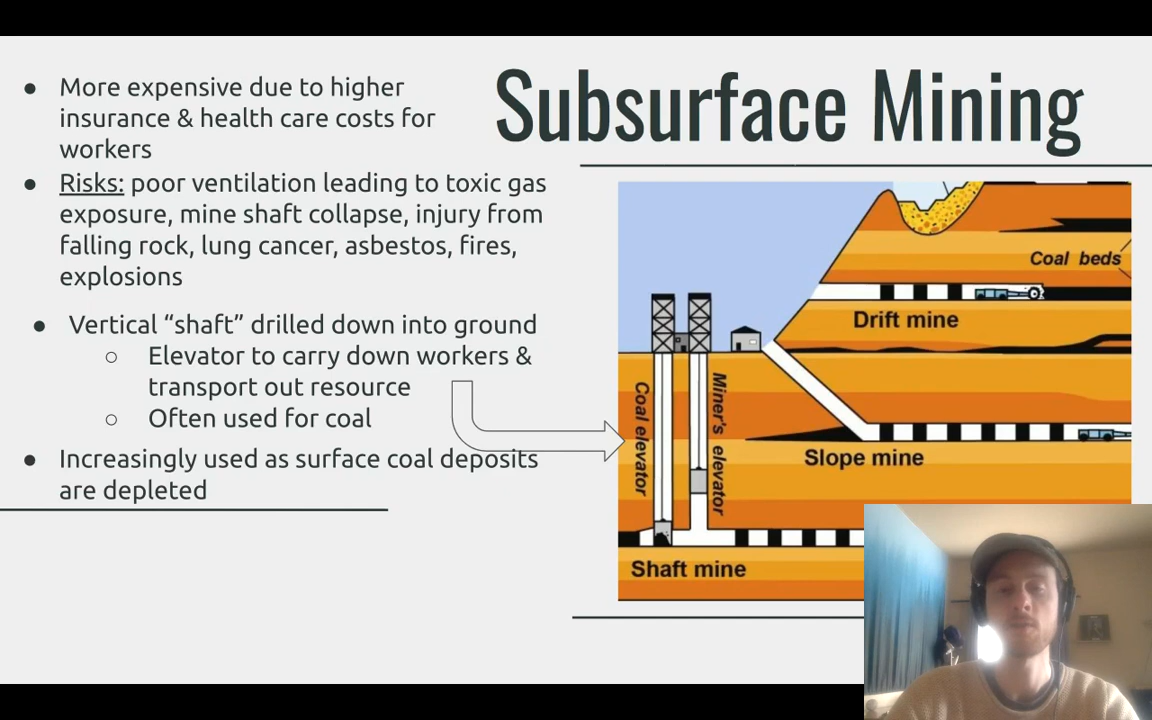 Subsurface Mining
● More expensive due to higher
insurance & health care costs for
workers
● Risks: poor ventilation leading to toxic gas
exposure, mine shaft collapse, injury from
falling rock, lung cancer, asbestos, fires,
explosions
● Vertical “shaft” drilled down into ground
○ Elevator to carry down workers &
transport out resource
○ Often used for coal
● Increasingly used as surface coal deposits
are depleted
Coal beds
Drift mine
Coal elevator
Miner's elevator
Slope mine
Shaft mine